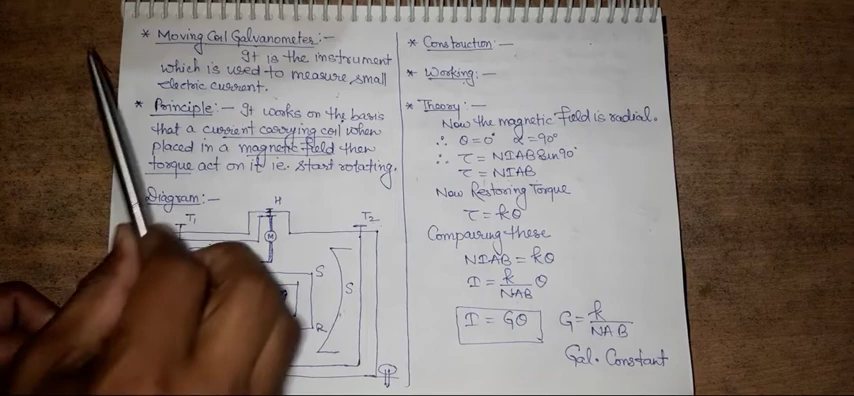 * Moving Coil Galvanometer:-
It is the instrument
which is used to measure small
electric current.
* Principle:- It works on the basis
that a current carrying coil when
placed in a magnetic field then
torque act on it ie. start rotating.
Diagram:-
H
T1
T2
M
S
S
R
* Construction:-
* Working:-
* Theory:-
Now the magnetic field is radial.
∴ θ=0° α=90°
∴ τ = NIAB Sin90°
τ = NIAB
Now Restoring Torque
τ = kθ
Comparing these
NIAB = kθ
I = k/NAB θ
I = Gθ G = k/NAB
Gal. Constant